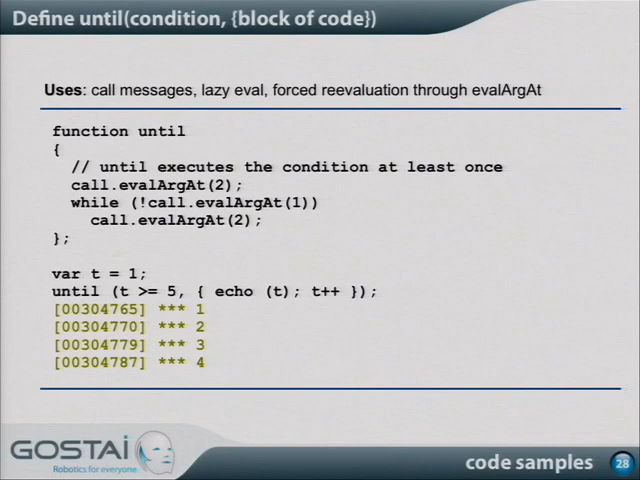 Define until(condition, {block of code})
Uses: call messages, lazy eval, forced reevaluation through evalArgAt
function until
{
// until executes the condition at least once
call.evalArgAt(2);
while (!call.evalArgAt(1))
call.evalArgAt(2);
};
var t = 1;
until (t >= 5, { echo (t); t++ });
[00304765] *** 1
[00304770] *** 2
[00304779] *** 3
[00304787] *** 4
GOSTAI
Robotics for everyone
code samples 28